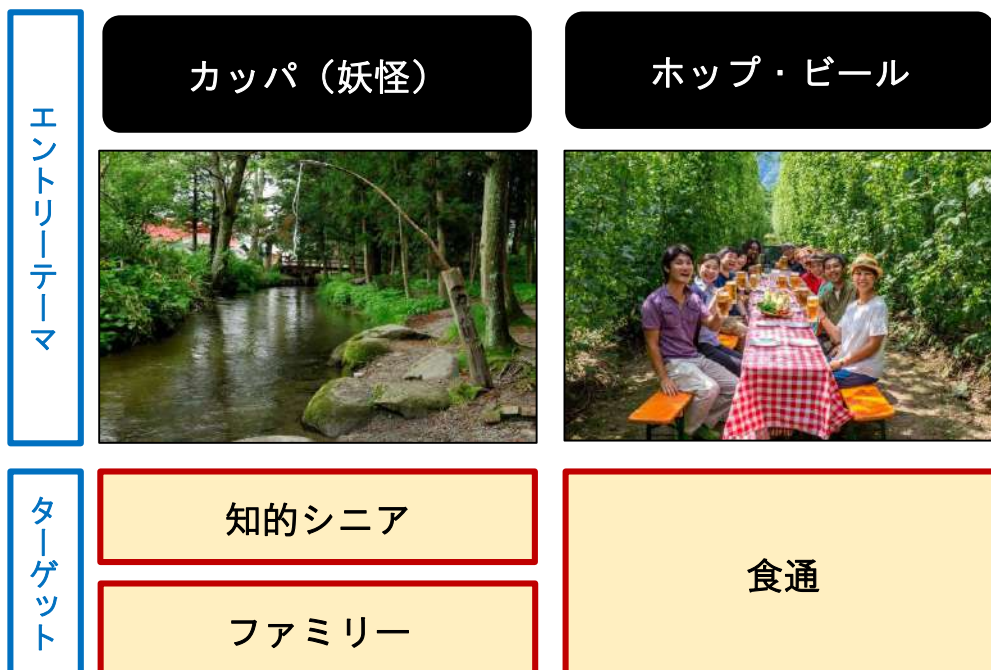 エントリーテーマ
カッパ（妖怪）
ホップ・ビール
ターゲット
知的シニア
ファミリー
食通